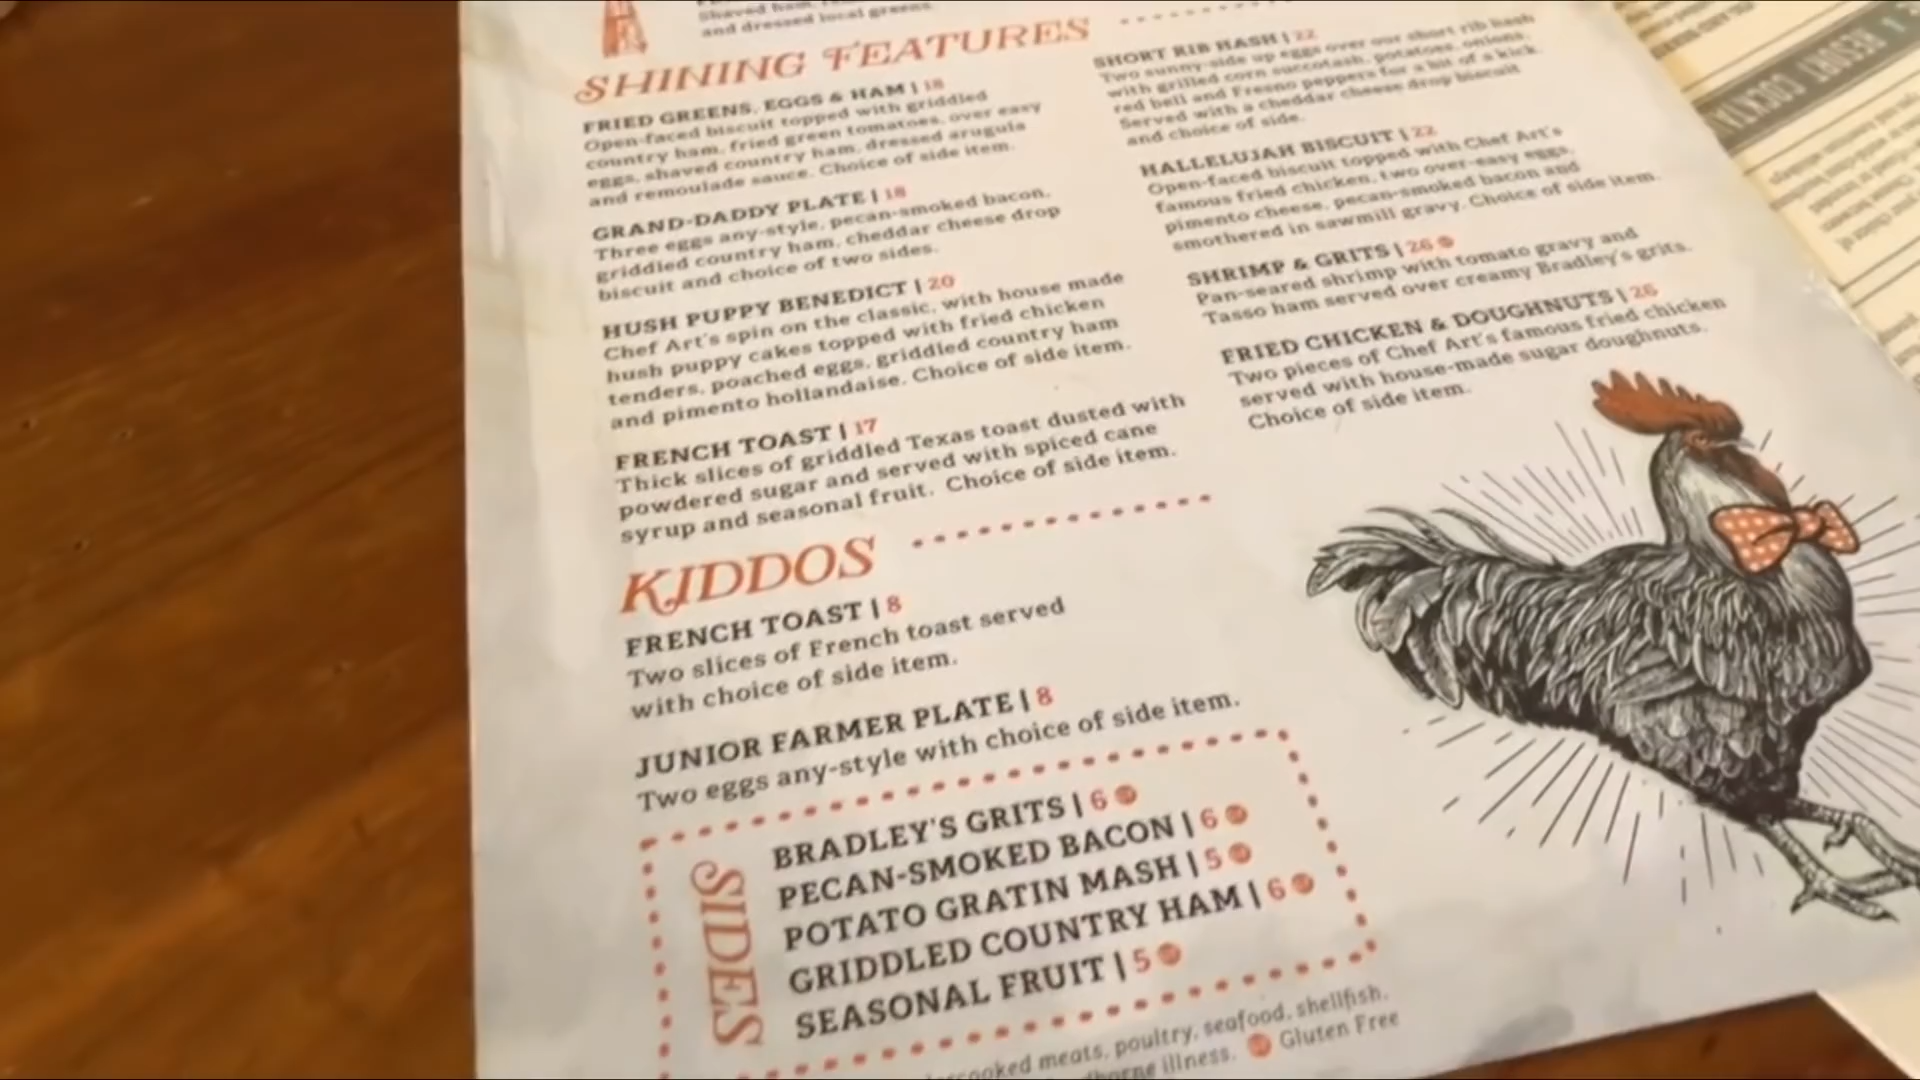 Shaved ham,
and dressed local greens.
SHINING FEATURES
FRIED GREENS, EGGS & HAM | 18
Open-faced biscuit topped with griddled
country ham, fried green tomatoes, over easy
eggs, shaved country ham, dressed arugula
and remoulade sauce. Choice of side item.
GRAND-DADDY PLATE | 18
Three eggs any-style, pecan-smoked bacon,
griddled country ham, cheddar cheese drop
biscuit and choice of two sides.
HUSH PUPPY BENEDICT | 20
Chef Art's spin on the classic, with house made
hush puppy cakes topped with fried chicken
tenders, poached eggs, griddled country ham
and pimento hollandaise. Choice of side item.
FRENCH TOAST | 17
Thick slices of griddled Texas toast dusted with
powdered sugar and served with spiced cane
syrup and seasonal fruit. Choice of side item.
SHORT RIB HASH | 22
Two sunny-side up eggs over our short rib hash
with grilled corn succotash, potatoes, onions,
red bell and Fresno peppers for a bit of a kick.
Served with a cheddar cheese drop biscuit
and choice of side.
HALLELUJAH BISCUIT | 22
Open-faced biscuit topped with Chef Art's
famous fried chicken, two over-easy eggs,
pimento cheese, pecan-smoked bacon and
smothered in sawmill gravy. Choice of side item.
SHRIMP & GRITS | 26
Pan-seared shrimp with tomato gravy and
Tasso ham served over creamy Bradley's grits.
FRIED CHICKEN & DOUGHNUTS | 26
Two pieces of Chef Art's famous fried chicken
served with house-made sugar doughnuts.
Choice of side item.
KIDDOS
FRENCH TOAST | 8
Two slices of French toast served
with choice of side item.
JUNIOR FARMER PLATE | 8
Two eggs any-style with choice of side item.
SIDES
BRADLEY'S GRITS | 6
PECAN-SMOKED BACON | 6
POTATO GRATIN MASH | 5
GRIDDLED COUNTRY HAM | 6
SEASONAL FRUIT | 5
meats, poultry, seafood, shellfish.
illness. Gluten Free
RESORT COCKTA